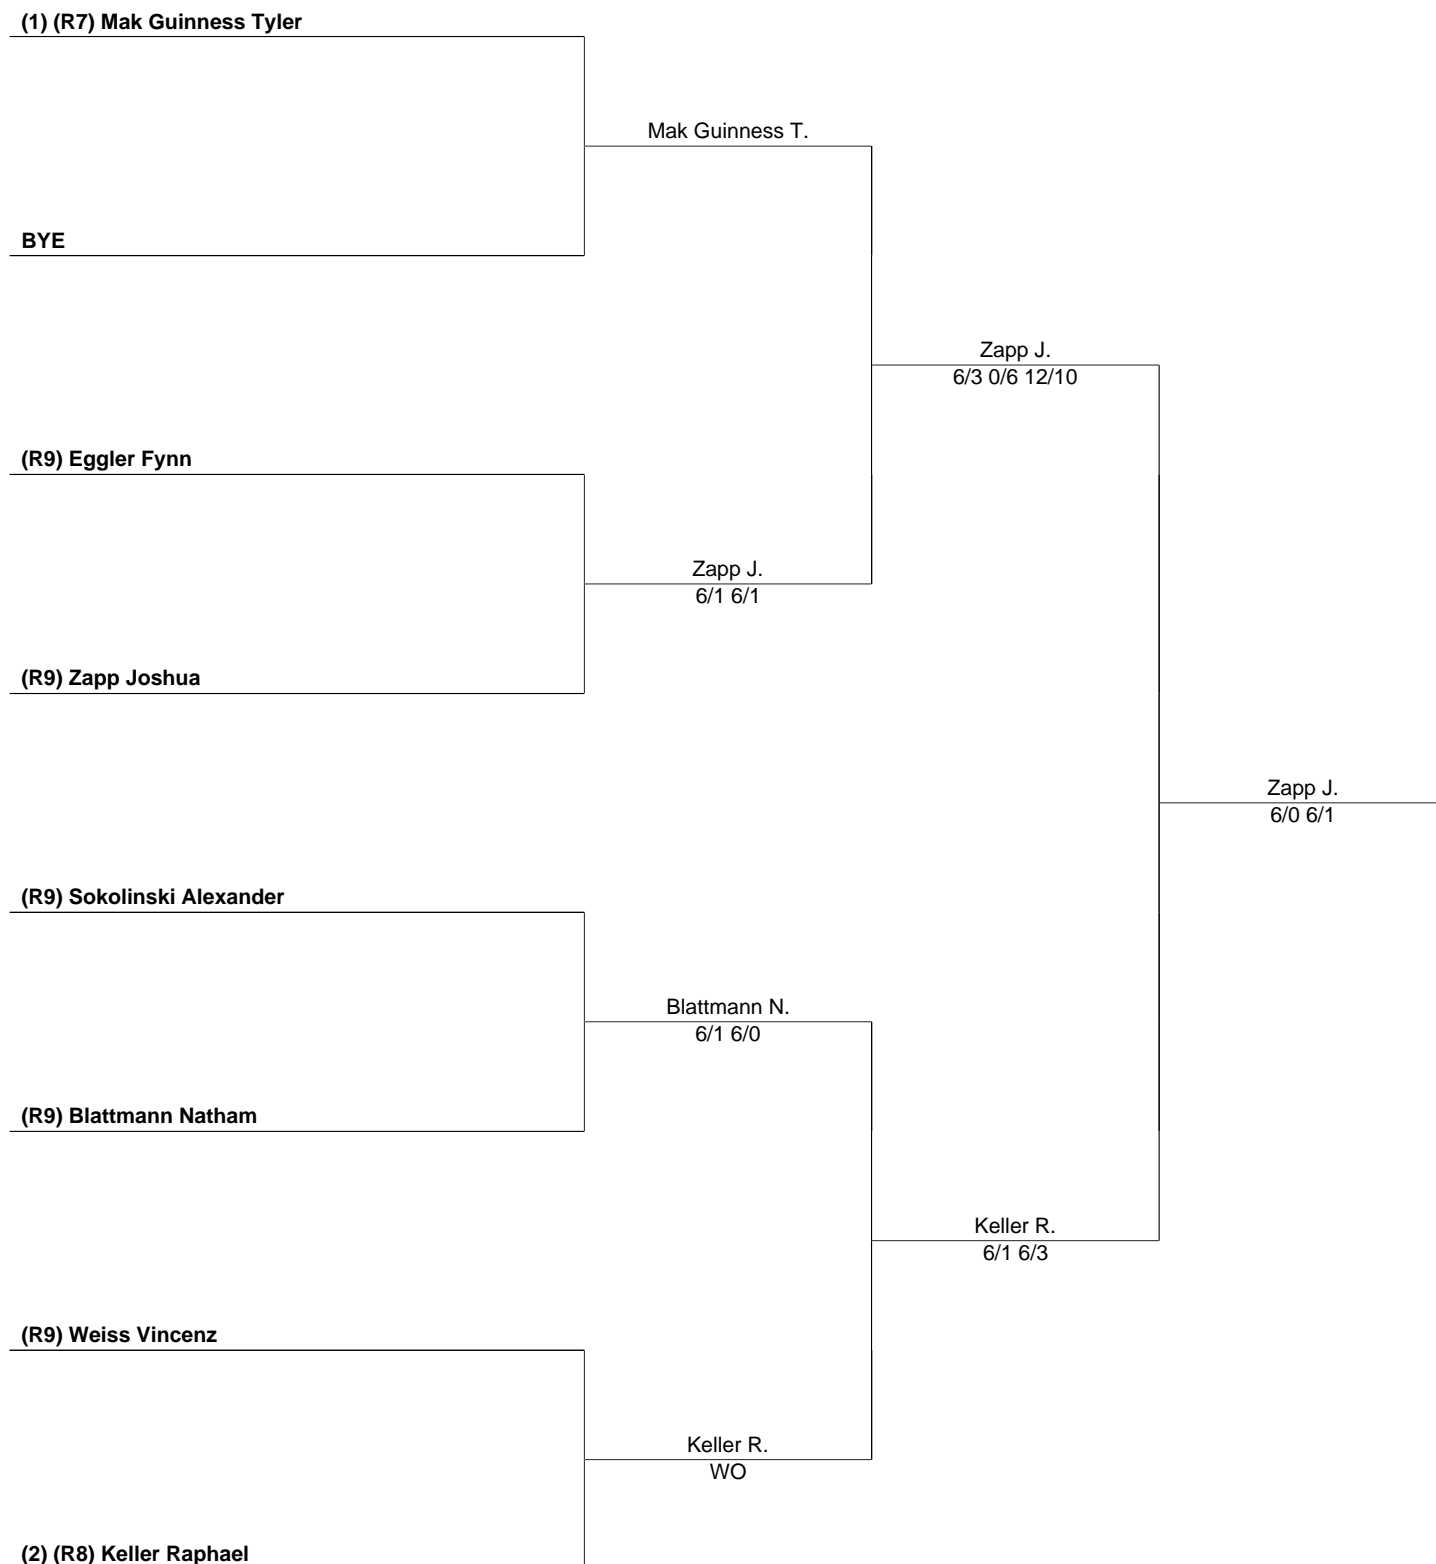 (1) (R7) Mak Guinness Tyler
Mak Guinness T.
BYE
Zapp J.
6/3 0/6 12/10
(R9) Eggler Fynn
Zapp J.
6/1 6/1
(R9) Zapp Joshua
Zapp J.
6/0 6/1
(R9) Sokolinski Alexander
Blattmann N.
6/1 6/0
(R9) Blattmann Natham
Keller R.
6/1 6/3
(R9) Weiss Vincenz
Keller R.
WO
(2) (R8) Keller Raphael